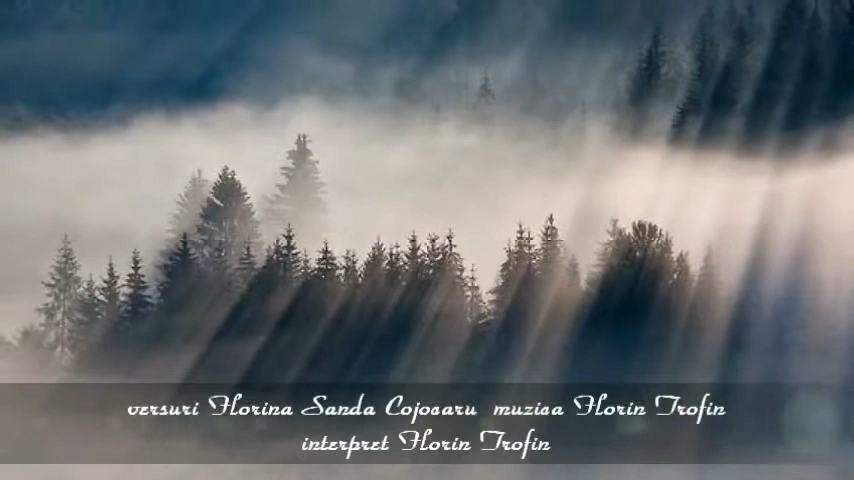 versuri Florina Sanda Cojocaru muzica Florin Trofin
interpret Florin Trofin